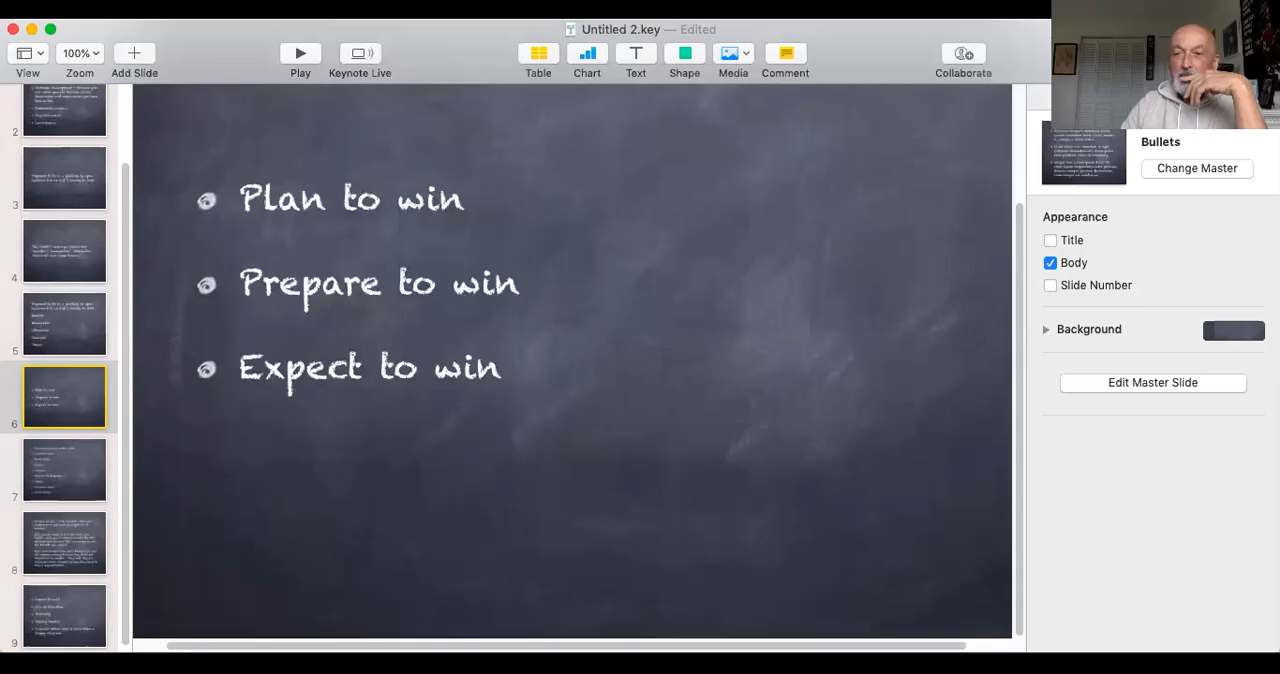 Untitled 2.key — Edited
View
100%
Zoom
Add Slide
Play
Keynote Live
Table
Chart
Text
Shape
Media
Comment
Collaborate
2
3
4
5
6
7
8
9
Plan to win
Prepare to win
Expect to win
Bullets
Change Master
Appearance
Title
Body
Slide Number
Background
Edit Master Slide